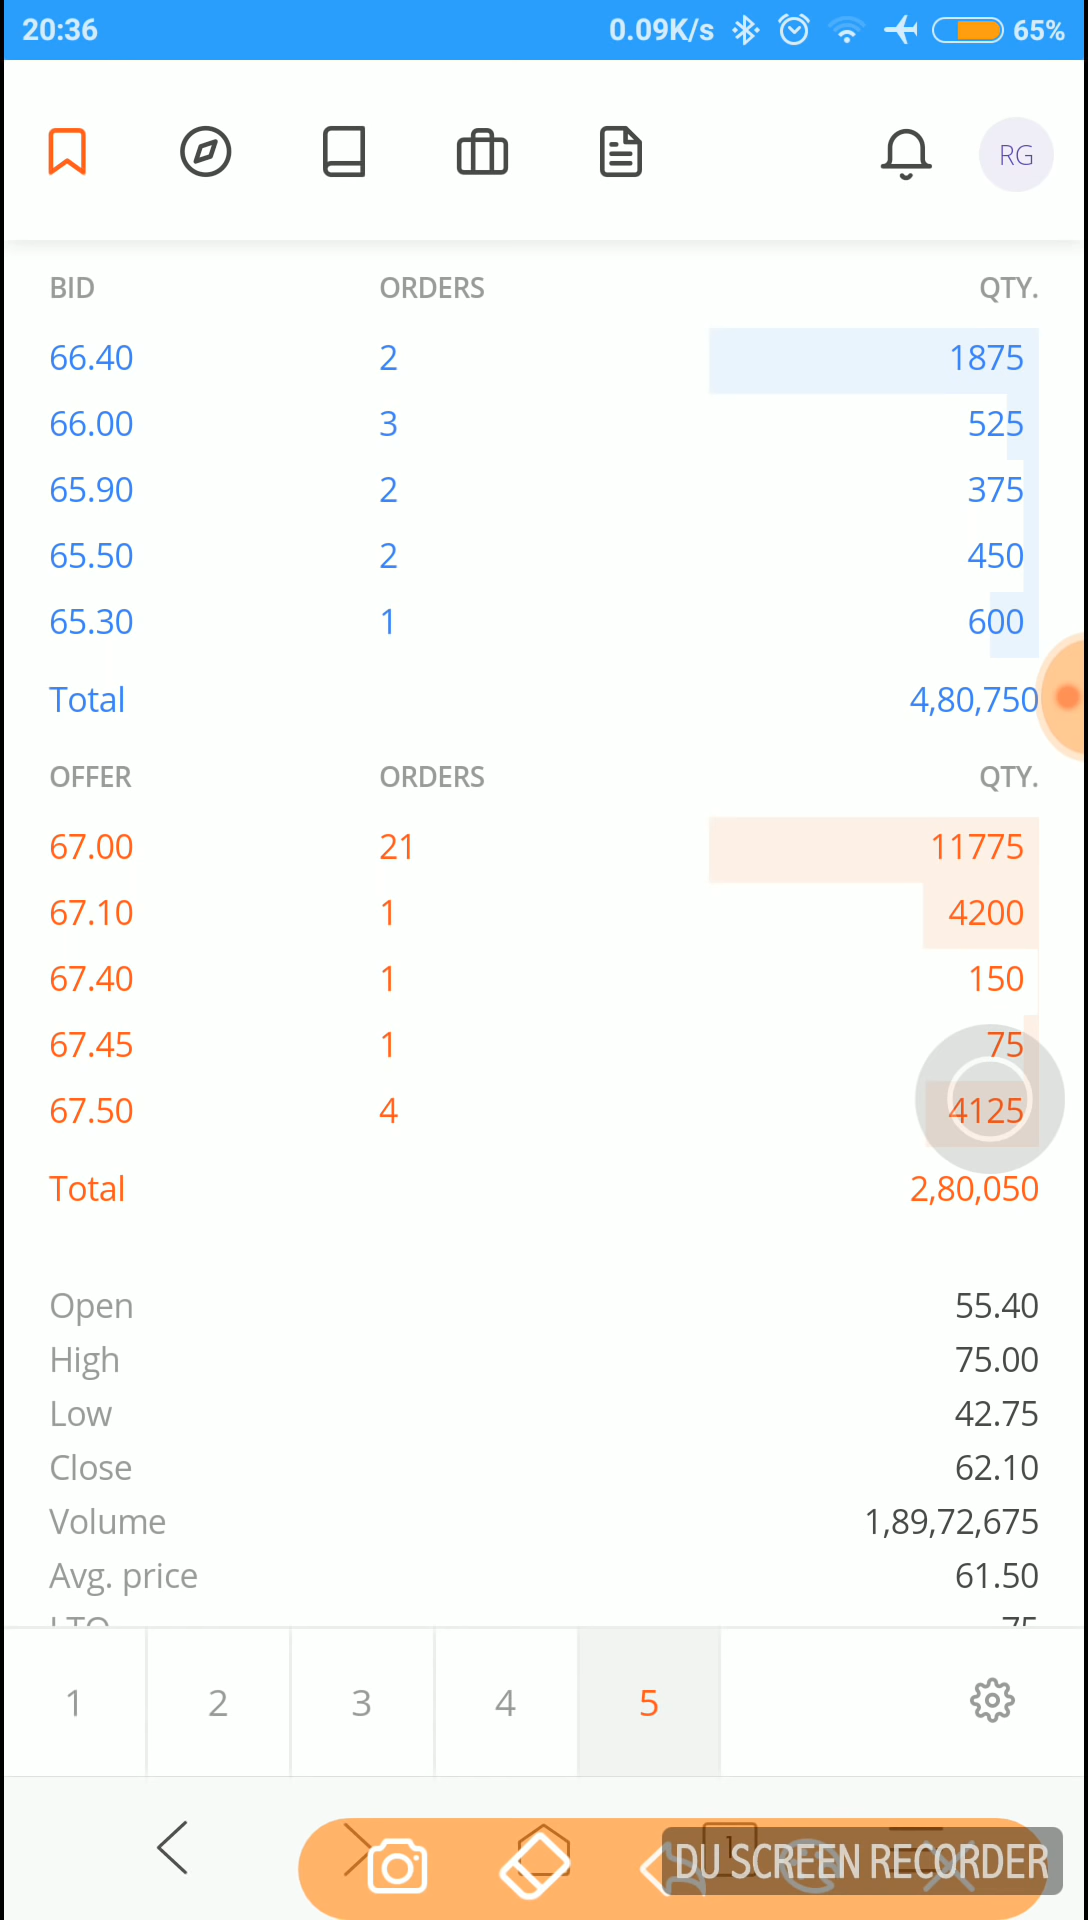 20:36 0.09K/s 65%
RG
BID ORDERS QTY.
66.40 2 1875
66.00 3 525
65.90 2 375
65.50 2 450
65.30 1 600
Total 4,80,750
OFFER ORDERS QTY.
67.00 21 11775
67.10 1 4200
67.40 1 150
67.45 1 75
67.50 4 4125
Total 2,80,050
Open 55.40
High 75.00
Low 42.75
Close 62.10
Volume 1,89,72,675
Avg. price 61.50
LTQ 75
1 2 3 4 5
1
DU SCREEN RECORDER